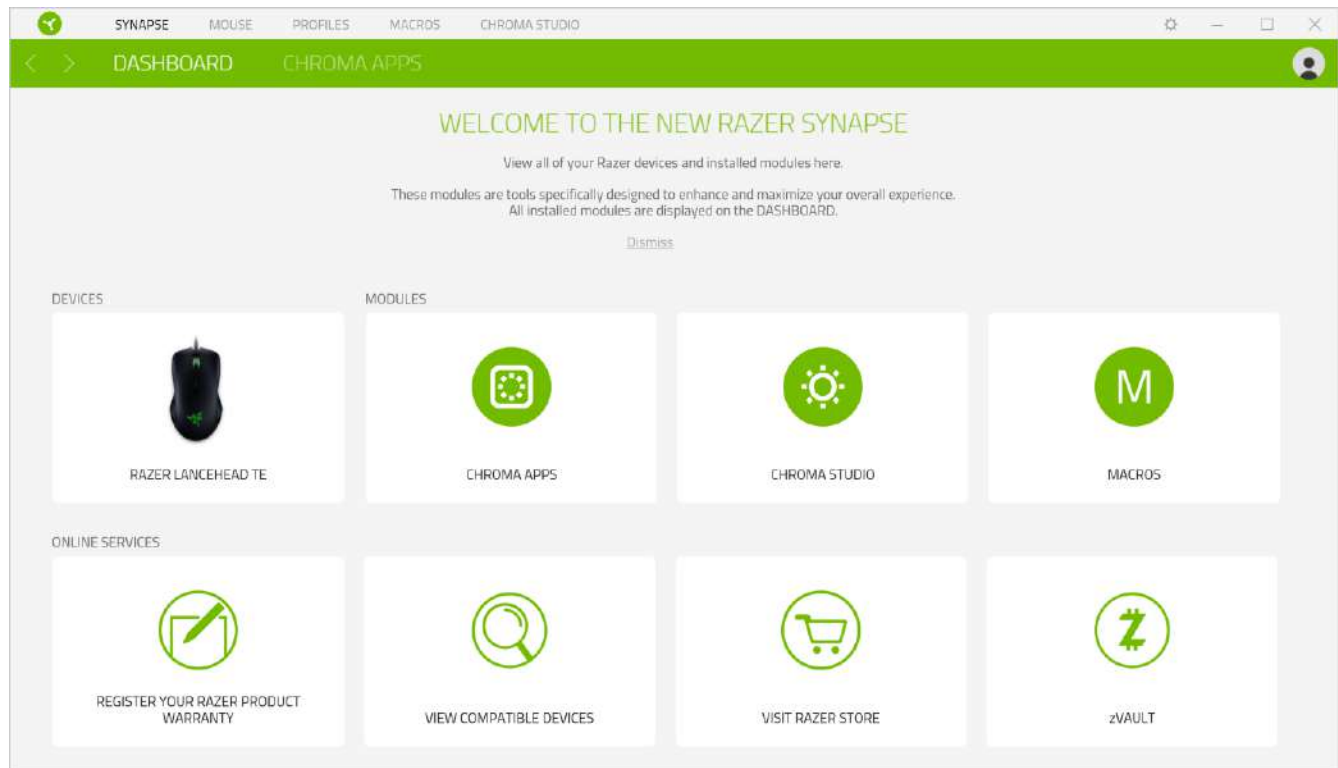 SYNAPSE MOUSE PROFILES MACROS CHROMA STUDIO
DASHBOARD CHROMA APPS
WELCOME TO THE NEW RAZER SYNAPSE
View all of your Razer devices and installed modules here.
These modules are tools specifically designed to enhance and maximize your overall experience.
All installed modules are displayed on the DASHBOARD.
Dismiss
DEVICES MODULES
M
RAZER LANCEHEAD TE CHROMA APPS CHROMA STUDIO MACROS
ONLINE SERVICES
REGISTER YOUR RAZER PRODUCT
WARRANTY VIEW COMPATIBLE DEVICES VISIT RAZER STORE zVAULT